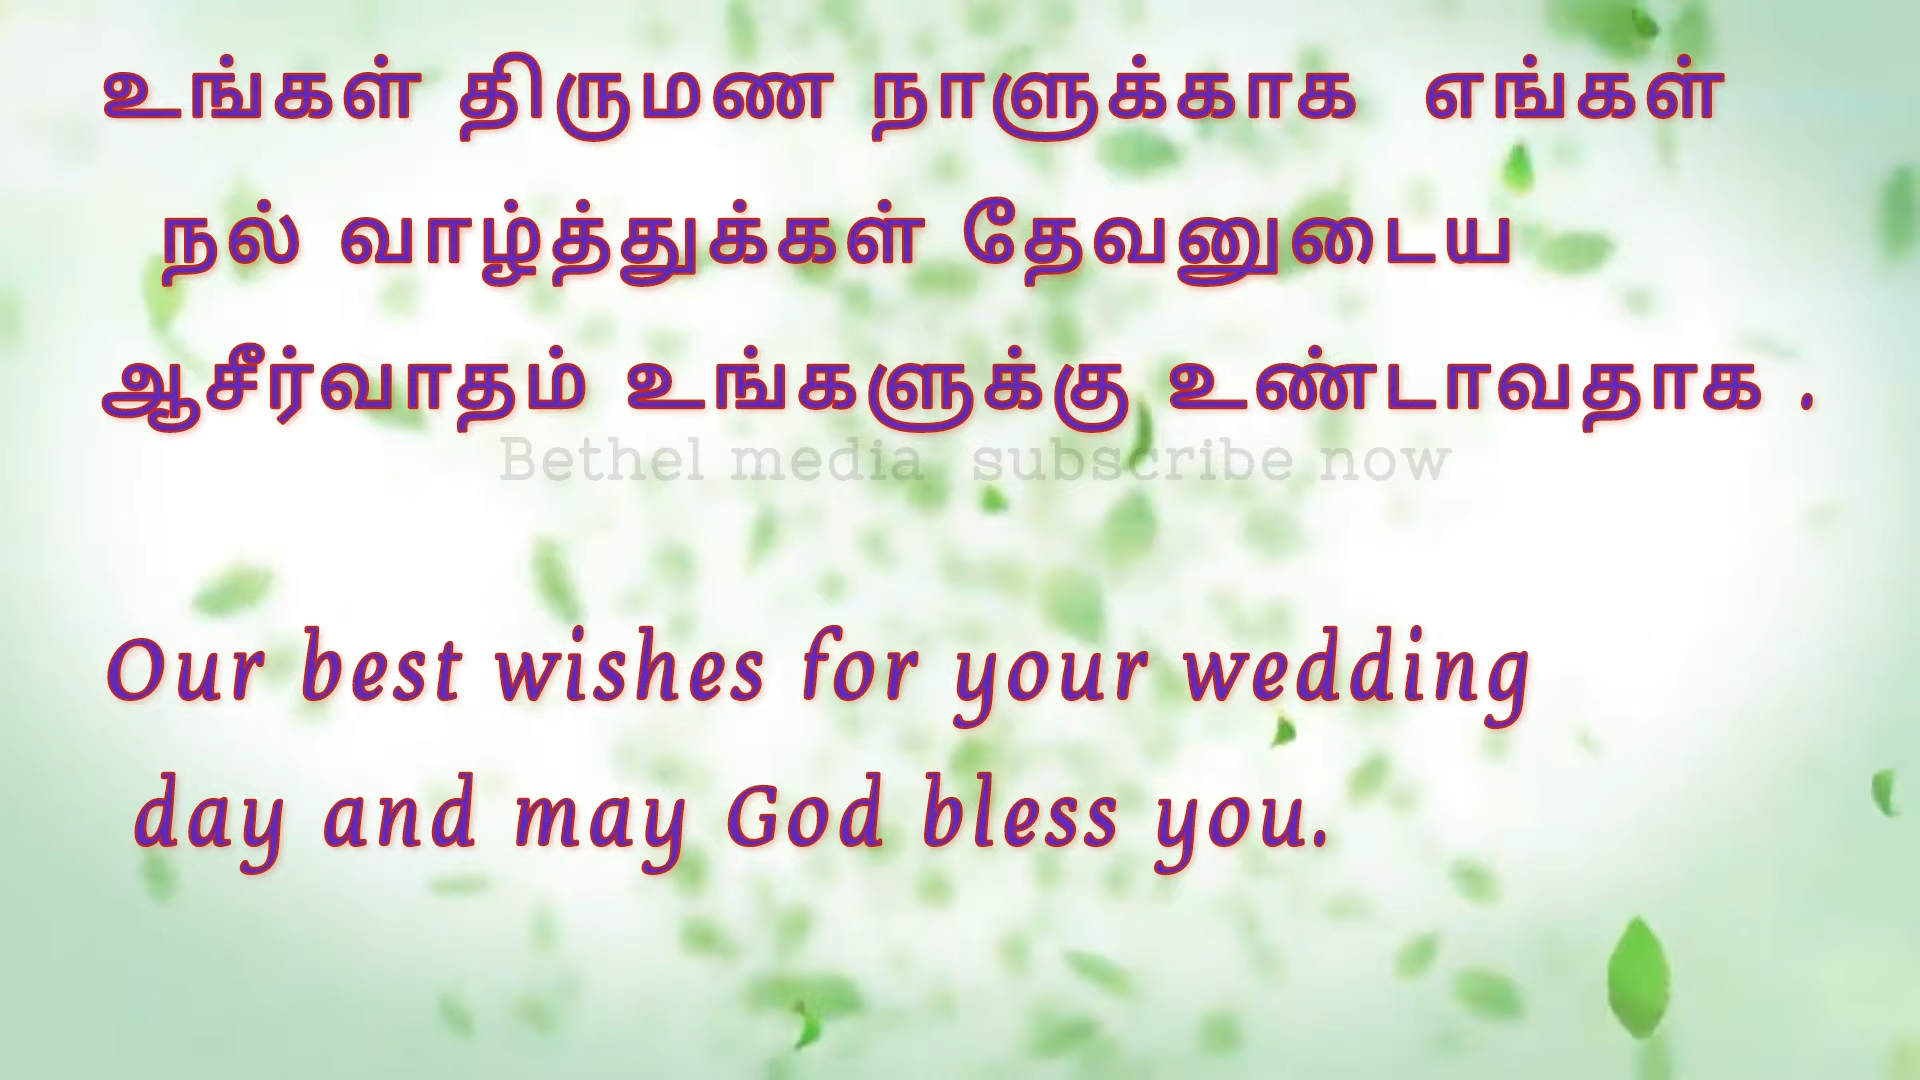 உங்கள் திருமண நாளுக்காக எங்கள்
நல் வாழ்த்துக்கள் தேவனுடைய
ஆசீர்வாதம் உங்களுக்கு உண்டாவதாக .
Bethel media subscribe now
Our best wishes for your wedding
day and may God bless you.